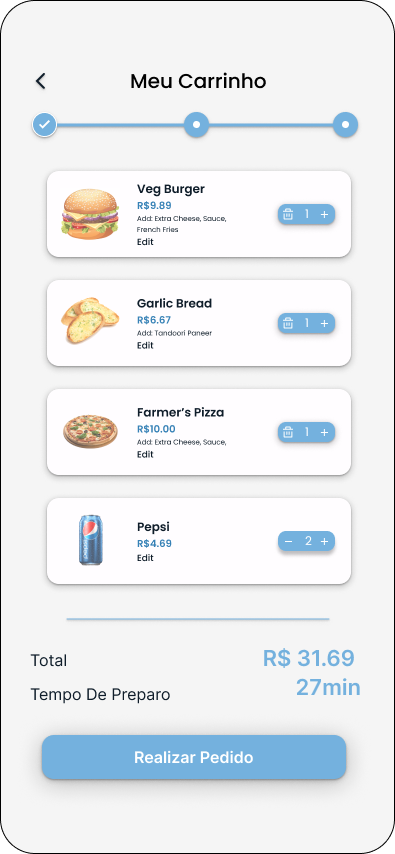 Meu Carrinho
Veg Burger
R$9.89
Add: Extra Cheese, Sauce,
French Fries
Edit
1 +
Garlic Bread
R$6.67
Add: Tandoori Paneer
Edit
1 +
Farmer’s Pizza
R$10.00
Add: Extra Cheese, Sauce,
Edit
1 +
Pepsi
R$4.69
Edit
− 2 +
Total R$ 31.69
Tempo De Preparo 27min
Realizar Pedido